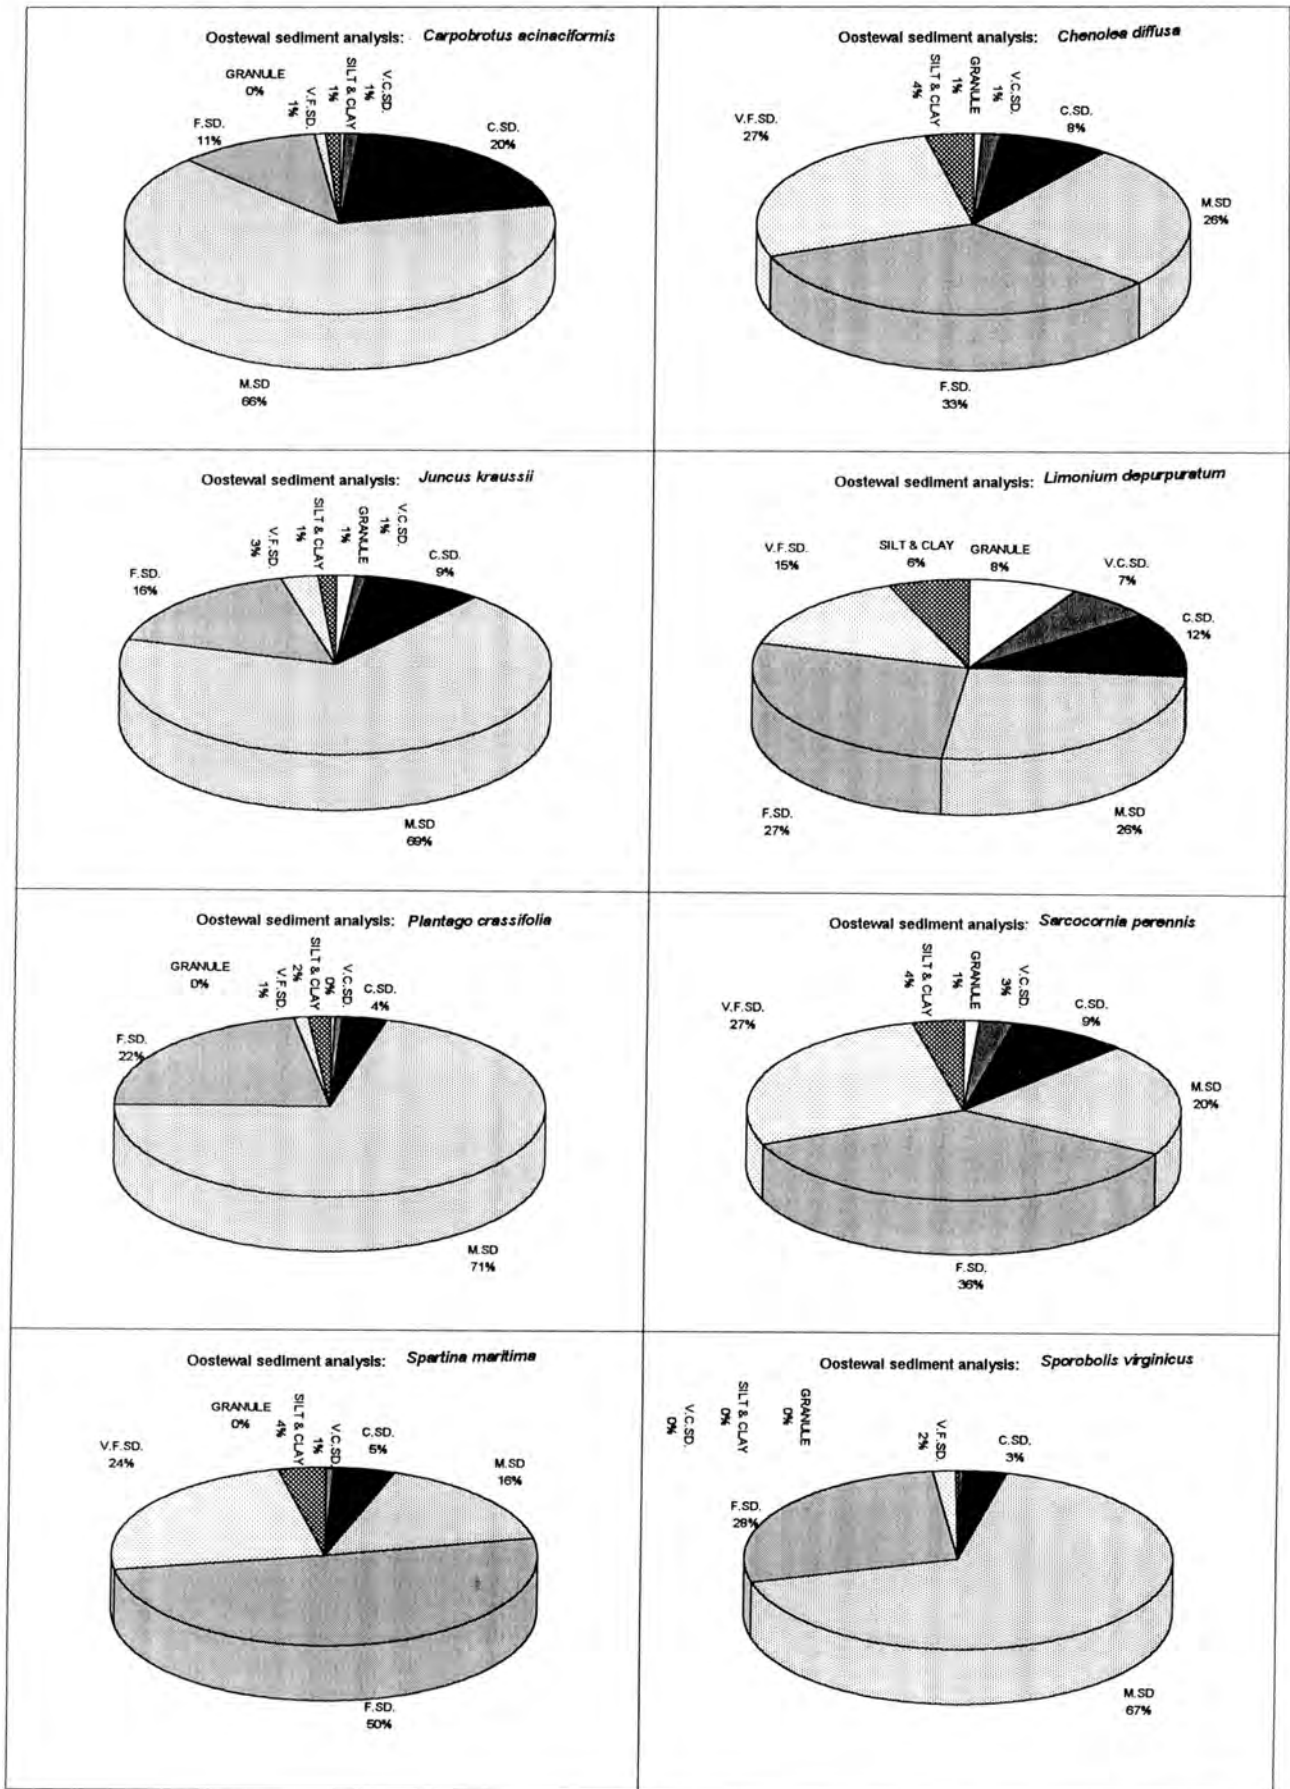 Oostewal sediment analysis: Carpobrotus acinaciformis
GRANULE
0%
V.F.SD.
1%
SILT & CLAY
1%
V.C.SD.
1%
C.SD.
20%
F.SD.
11%
M.SD
66%
Oostewal sediment analysis: Chenolea diffusa
V.F.SD.
27%
SILT & CLAY
4%
GRANULE
1%
V.C.SD.
1%
C.SD.
8%
M.SD
26%
F.SD.
33%
Oostewal sediment analysis: Juncus kraussii
F.SD.
16%
V.F.SD.
3%
SILT & CLAY
1%
GRANULE
1%
V.C.SD.
1%
C.SD.
9%
M.SD
69%
Oostewal sediment analysis: Limonium depurpuratum
V.F.SD.
15%
SILT & CLAY
6%
GRANULE
8%
V.C.SD.
7%
C.SD.
12%
F.SD.
27%
M.SD
26%
Oostewal sediment analysis: Plantago crassifolia
GRANULE
0%
V.F.SD.
1%
SILT & CLAY
2%
V.C.SD.
0%
C.SD.
4%
F.SD.
22%
M.SD
71%
Oostewal sediment analysis: Sarcocornia perennis
V.F.SD.
27%
SILT & CLAY
4%
GRANULE
1%
V.C.SD.
3%
C.SD.
9%
M.SD
20%
F.SD.
36%
Oostewal sediment analysis: Spartina maritima
GRANULE
0%
V.F.SD.
24%
SILT & CLAY
4%
V.C.SD.
1%
C.SD.
5%
M.SD
16%
F.SD.
50%
Oostewal sediment analysis: Sporobolis virginicus
V.C.SD.
0%
SILT & CLAY
0%
GRANULE
0%
V.F.SD.
2%
C.SD.
3%
F.SD.
28%
M.SD
67%